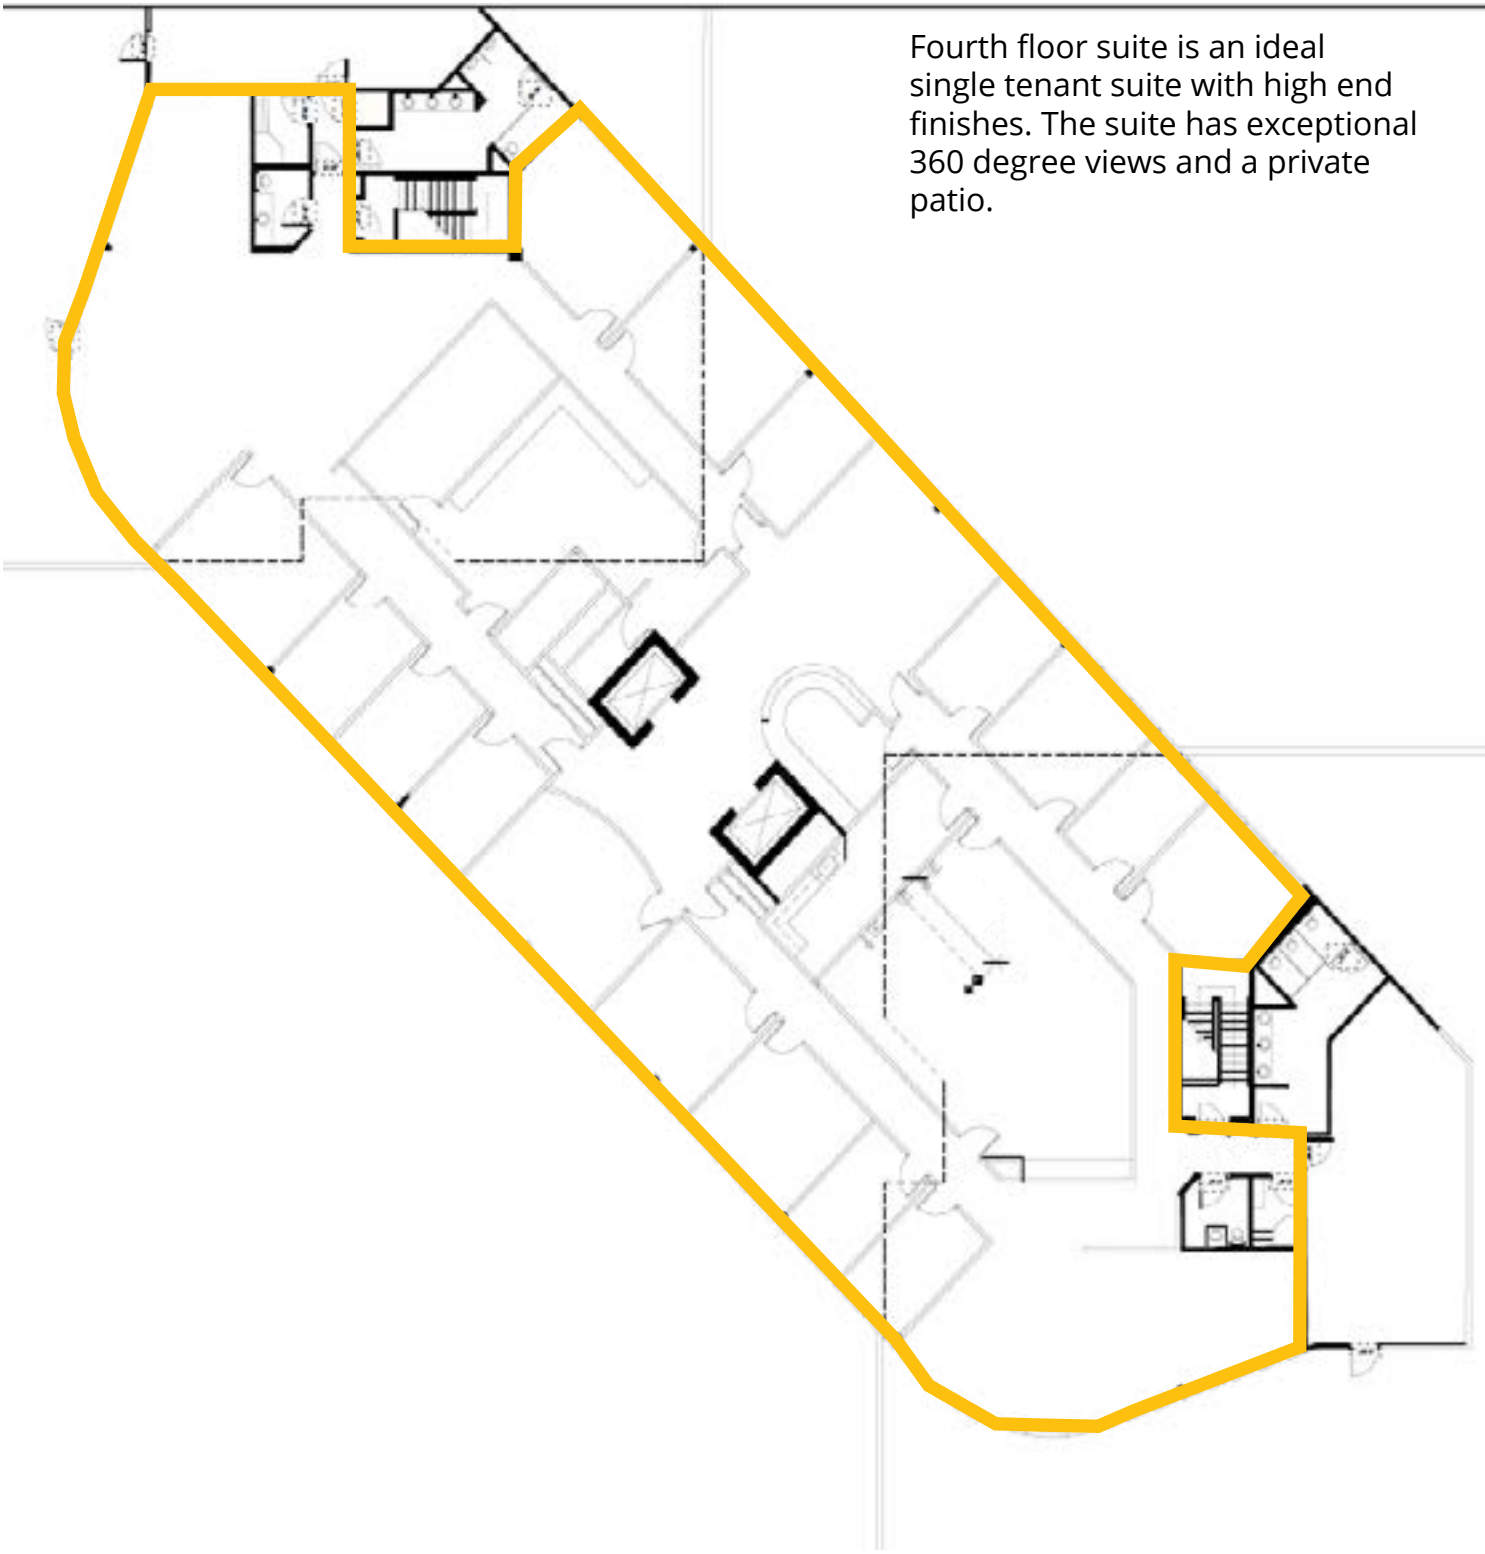 Fourth floor suite is an ideal
single tenant suite with high end
finishes. The suite has exceptional
360 degree views and a private
patio.